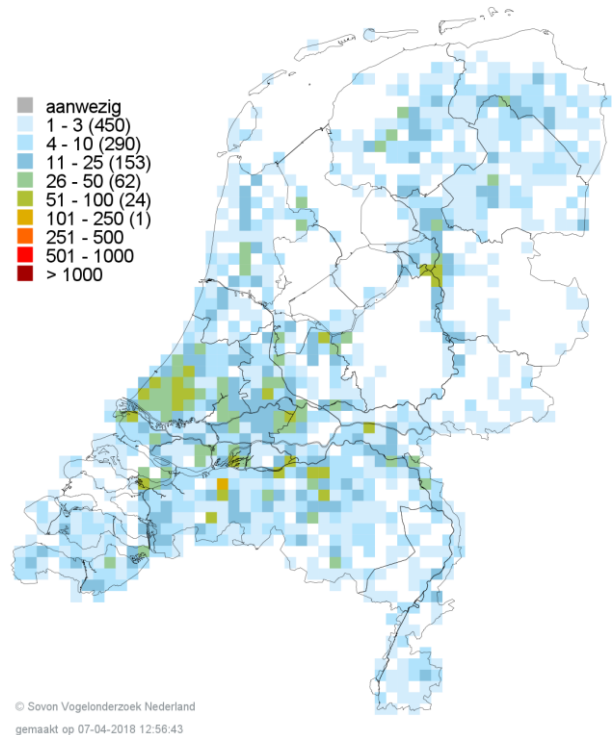 aanwezig
1 - 3 (450)
4 - 10 (290)
11 - 25 (153)
26 - 50 (62)
51 - 100 (24)
101 - 250 (1)
251 - 500
501 - 1000
> 1000
© Sovon Vogelonderzoek Nederland
gemaakt op 07-04-2018 12:56:43